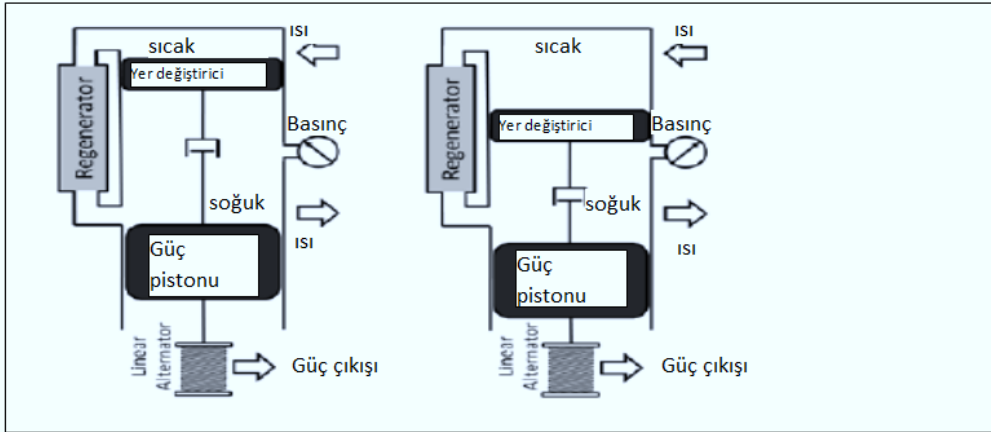 ısı
sıcak
Yer değiştirici
Regenerator
Basınç
soğuk
ısı
Güç
pistonu
Linear
Alternator
Güç çıkışı
ısı
sıcak
Yer değiştirici
Regenerator
Basınç
soğuk
ısı
Güç
pistonu
Linear
Alternator
Güç çıkışı